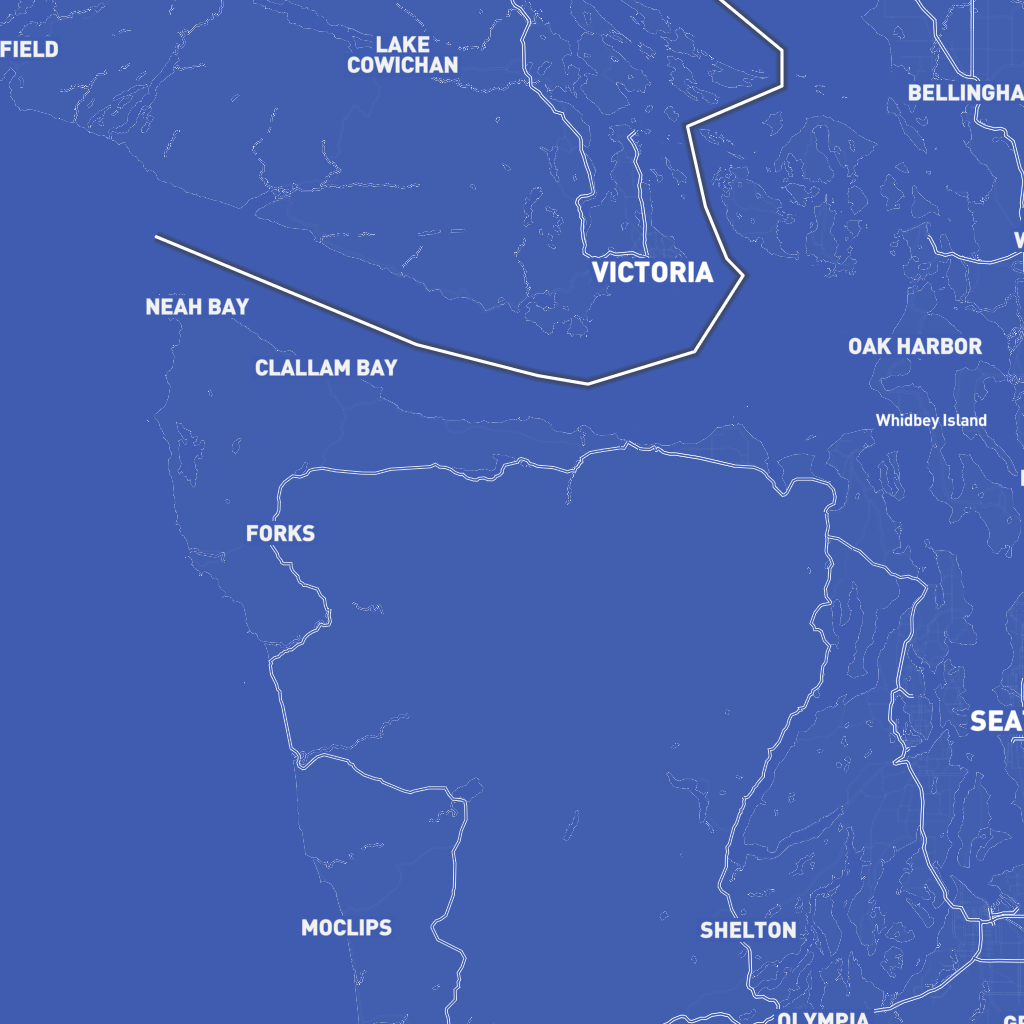 FIELD
LAKE
COWICHAN
BELLINGHA
VICTORIA
NEAH BAY
OAK HARBOR
CLALLAM BAY
Whidbey Island
FORKS
SEA
MOCLIPS
SHELTON
OLYMPIA